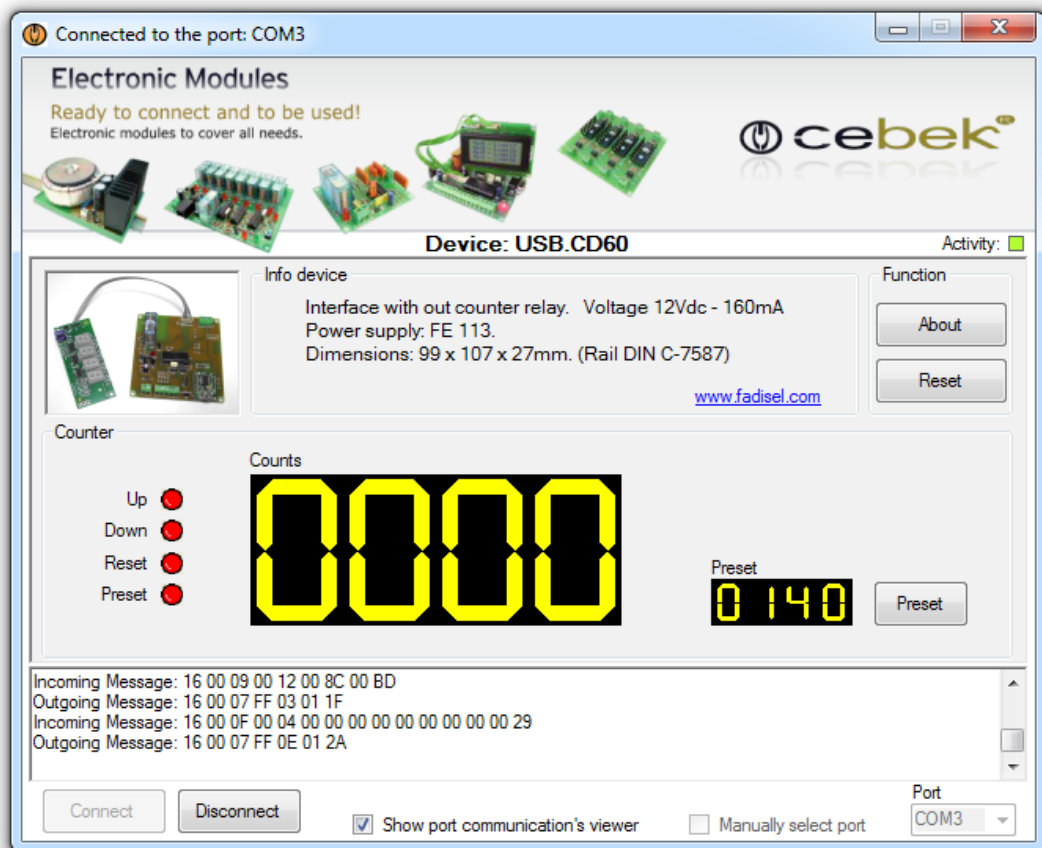 Connected to the port: COM3
Electronic Modules
Ready to connect and to be used!
Electronic modules to cover all needs.
cebek®
Device: USB.CD60
Activity:
Info device
Interface with out counter relay. Voltage 12Vdc - 160mA
Power supply: FE 113.
Dimensions: 99 x 107 x 27mm. (Rail DIN C-7587)
www.fadisel.com
Function
About
Reset
Counter
Counts
Up
Down
Reset
Preset
0000
Preset
0140
Preset
Incoming Message: 16 00 09 00 12 00 8C 00 BD
Outgoing Message: 16 00 07 FF 03 01 1F
Incoming Message: 16 00 0F 00 04 00 00 00 00 00 00 00 00 00 29
Outgoing Message: 16 00 07 FF 0E 01 2A
Connect
Disconnect
Show port communication's viewer
Manually select port
Port
COM3